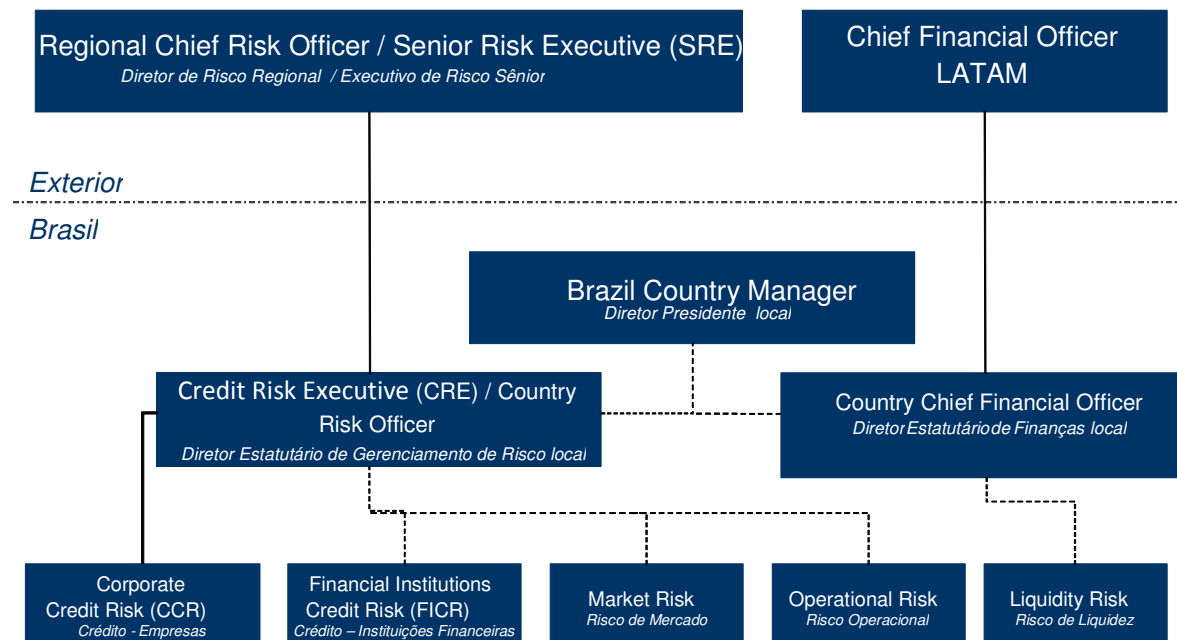 Regional Chief Risk Officer / Senior Risk Executive (SRE)
Diretor de Risco Regional / Executivo de Risco Sênior
Chief Financial Officer
LATAM
Exterior
Brasil
Brazil Country Manager
Diretor Presidente local
Credit Risk Executive (CRE) / Country
Risk Officer
Diretor Estatutário de Gerenciamento de Risco local
Country Chief Financial Officer
Diretor Estatutário de Finanças local
Corporate
Credit Risk (CCR)
Crédito - Empresas
Financial Institutions
Credit Risk (FICR)
Crédito – Instituições Financeiras
Market Risk
Risco de Mercado
Operational Risk
Risco Operacional
Liquidity Risk
Risco de Liquidez